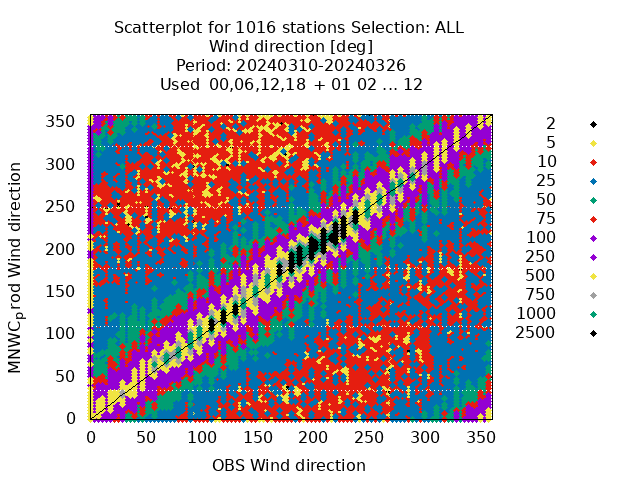 Scatterplot for 1016 stations Selection: ALL
Wind direction [deg]
Period: 20240310-20240326
Used 00,06,12,18 + 01 02 ... 12
MNWC_prod Wind direction
350
300
250
200
150
100
50
0
0 50 100 150 200 250 300 350
OBS Wind direction
2
5
10
25
50
75
100
250
500
750
1000
2500